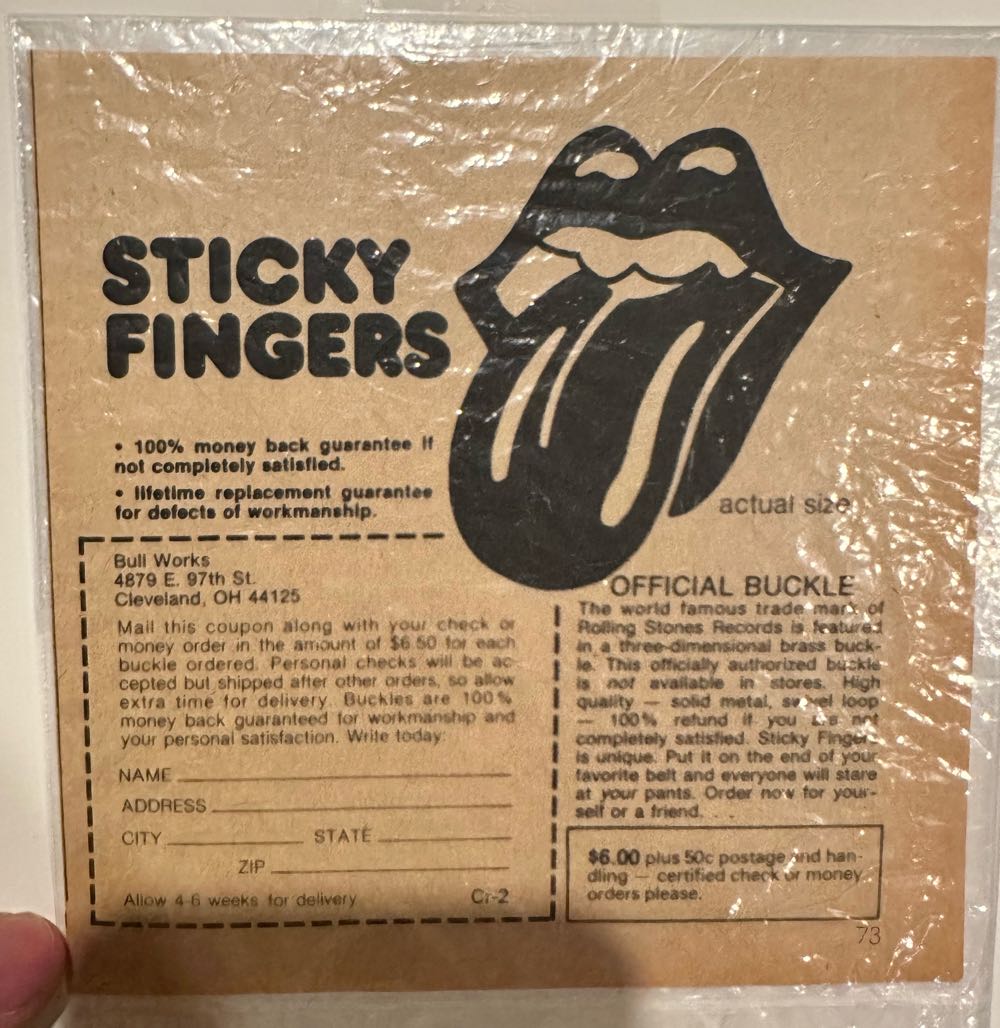 STICKY
FINGERS
• 100% money back guarantee if
not completely satisfied.
• lifetime replacement guarantee
for defects of workmanship.
actual size
Bull Works
4879 E. 97th St.
Cleveland, OH 44125
Mail this coupon along with your check or
money order in the amount of $6.50 for each
buckle ordered. Personal checks will be ac-
cepted but shipped after other orders, so allow
extra time for delivery. Buckles are 100%
money back guaranteed for workmanship and
your personal satisfaction. Write today:
NAME
ADDRESS
CITY STATE
ZIP
Allow 4-6 weeks for delivery Cr-2
OFFICIAL BUCKLE
The world famous trade mark of
Rolling Stones Records is featured
in a three-dimensional brass buck-
le. This officially authorized buckle
is not available in stores. High
quality — solid metal, swivel loop
— 100% refund if you are not
completely satisfied. Sticky Fingers
is unique. Put it on the end of your
favorite belt and everyone will stare
at your pants. Order now for your-
self or a friend. . .
$6.00 plus 50c postage and han-
dling — certified check or money
orders please.
73